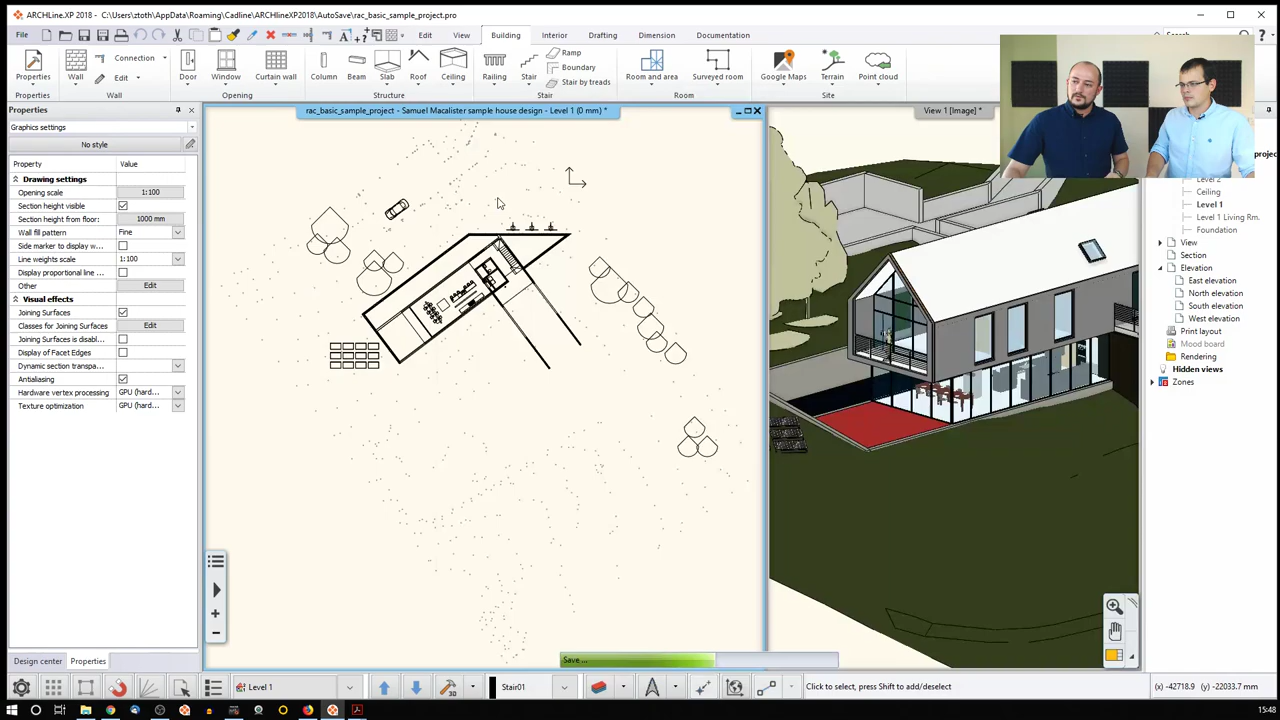 ARCHLine.XP 2018 - C:\Users\ztoth\AppData\Roaming\Cadline\ARCHlineXP2018\AutoSave\rac_basic_sample_project.pro
File
Edit
View
Building
Interior
Drafting
Dimension
Documentation
Properties
Wall
Connection
Edit
Door
Window
Curtain wall
Column
Beam
Slab
Roof
Ceiling
Railing
Stair
Ramp
Boundary
Stair by treads
Room and area
Surveyed room
Google Maps
Terrain
Point cloud
Properties
Wall
Opening
Structure
Stair
Room
Site
Properties
Graphics settings
No style
Property Value
Drawing settings
Opening scale 1:100
Section height visible
Section height from floor: 1000 mm
Wall fill pattern Fine
Side marker to display w...
Line weights scale 1:100
Display proportional line ...
Other Edit
Visual effects
Joining Surfaces
Classes for Joining Surfaces Edit
Joining Surfaces is disabl...
Display of Facet Edges
Dynamic section transpa...
Antialiasing
Hardware vertex processing GPU (hard...
Texture optimization GPU (hard...
Design center Properties
rac_basic_sample_project - Samuel Macalister sample house design - Level 1 (0 mm) *
View 1 [Image] *
Ceiling
Level 1
Level 1 Living Rm.
Foundation
View
Section
Elevation
East elevation
North elevation
South elevation
West elevation
Print layout
Mood board
Rendering
Hidden views
Zones
Save ...
Level 1
Stair01
Click to select, press Shift to add/deselect
(x) -42718.9 (y) -22033.7 mm
15:48